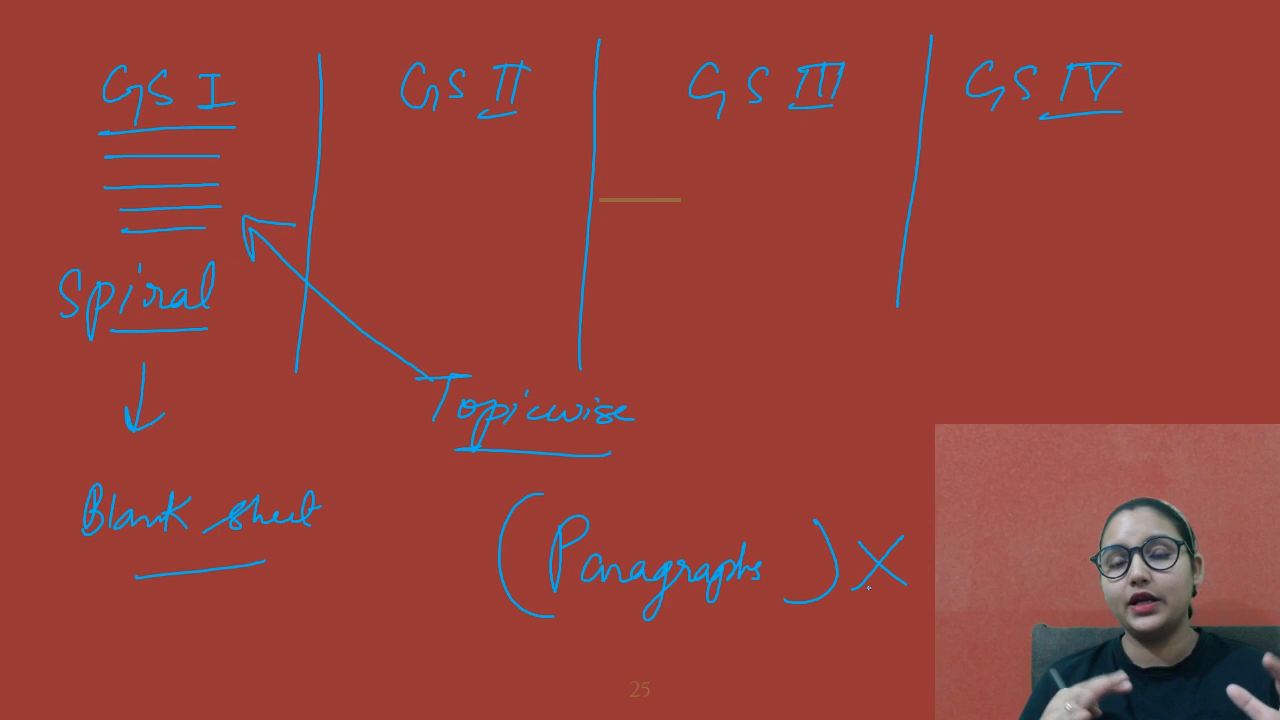 GS I GS II GS III GS IV
Spiral
Topicwise
Blank sheet
(Paragraphs) X
25